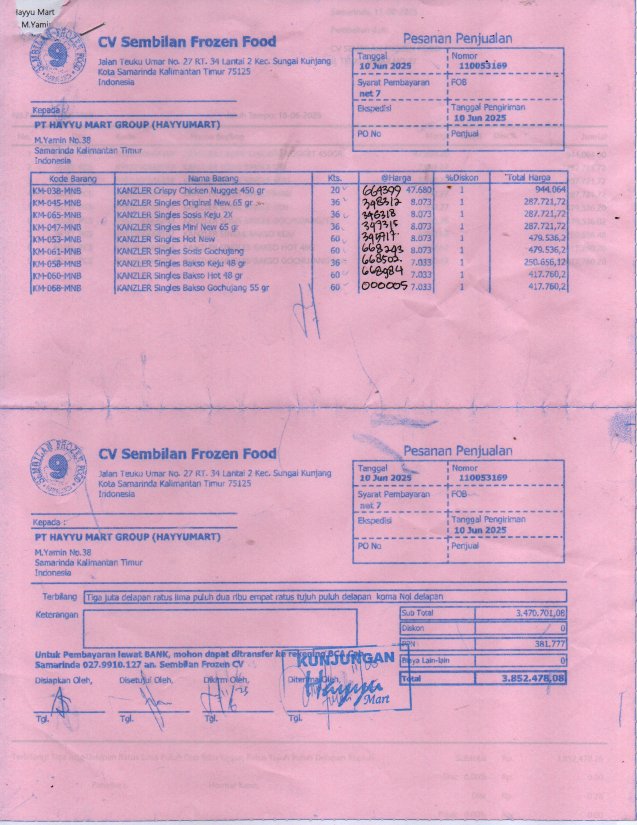 Hayyu Mart
M.Yamin
SEMBILAN FROZEN FOOD
9
CV Sembilan Frozen Food
Jalan Teuku Umar No. 27 RT. 34 Lantai 2 Kec. Sungai Kunjang
Kota Samarinda Kalimantan Timur 75125
Indonesia
Pesanan Penjualan
Tanggal Nomor
10 Jun 2025 110053169
Syarat Pembayaran FOB
net 7
Ekspedisi Tanggal Pengiriman
10 Jun 2025
PO No Penjual
Kepada :
PT HAYYU MART GROUP (HAYYUMART)
M.Yamin No.38
Samarinda Kalimantan Timur
Indonesia
Kode Barang Nama Barang Kts. @Harga %Diskon Total Harga
KM-038-MNB KANZLER Crispy Chicken Nugget 450 gr 20 664399 47.680 1 944.064
KM-045-MNB KANZLER Singles Original New 65 gr 36 348312 8.073 1 287.721,72
KM-065-MNB KANZLER Singles Sosis Keju 2X 36 346318 8.073 1 287.721,72
KM-047-MNB KANZLER Singles Mini New 65 gr 36 347315 8.073 1 287.721,72
KM-053-MNB KANZLER Singles Hot New 60 8.073 1 479.536,2
KM-061-MNB KANZLER Singles Sosis Gochujang 60 668293 8.073 1 479.536,2
KM-058-MNB KANZLER Singles Bakso Keju 48 gr 36 668502. 7.033 1 250.656,12
KM-060-MNB KANZLER Singles Bakso Hot 48 gr 60 668984 7.033 1 417.760,2
KM-068-MNB KANZLER Singles Bakso Gochujang 55 gr 60 000005 7.033 1 417.760,2
SEMBILAN FROZEN FOOD
9
CV Sembilan Frozen Food
Jalan Teuku Umar No. 27 RT. 34 Lantai 2 Kec. Sungai Kunjang
Kota Samarinda Kalimantan Timur 75125
Indonesia
Pesanan Penjualan
Tanggal Nomor
10 Jun 2025 110053169
Syarat Pembayaran FOB
net 7
Ekspedisi Tanggal Pengiriman
10 Jun 2025
PO No Penjual
Kepada :
PT HAYYU MART GROUP (HAYYUMART)
M.Yamin No.38
Samarinda Kalimantan Timur
Indonesia
Terbilang Tiga juta delapan ratus lima puluh dua ribu empat ratus tujuh puluh delapan koma Nol delapan
Keterangan
Sub Total 3.470.701,08
Diskon 0
PPN 381.777
Biaya Lain-lain 0
Total 3.852.478,08
Untuk Pembayaran lewat BANK, mohon dapat ditransfer ke rekening BCA
Samarinda 027.9910.127 an. Sembilan Frozen CV
Disiapkan Oleh, Disetujui Oleh, Dikirim Oleh, Diterima Oleh,
KUNJUNGAN
Hayyu
Mart
Tgl. Tgl. Tgl. Tgl.